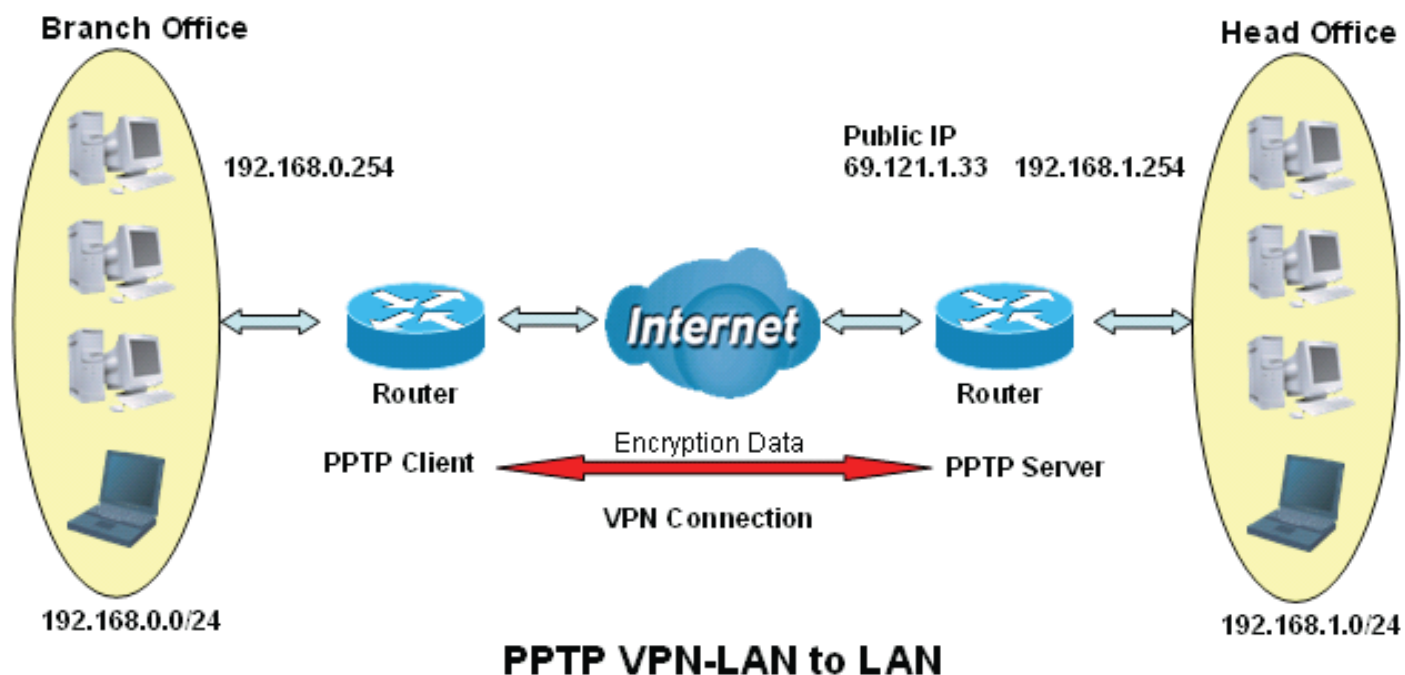 Branch Office
Head Office
192.168.0.254
Public IP
69.121.1.33
192.168.1.254
Internet
Router
Router
PPTP Client
Encryption Data
PPTP Server
VPN Connection
192.168.0.0/24
192.168.1.0/24
PPTP VPN-LAN to LAN